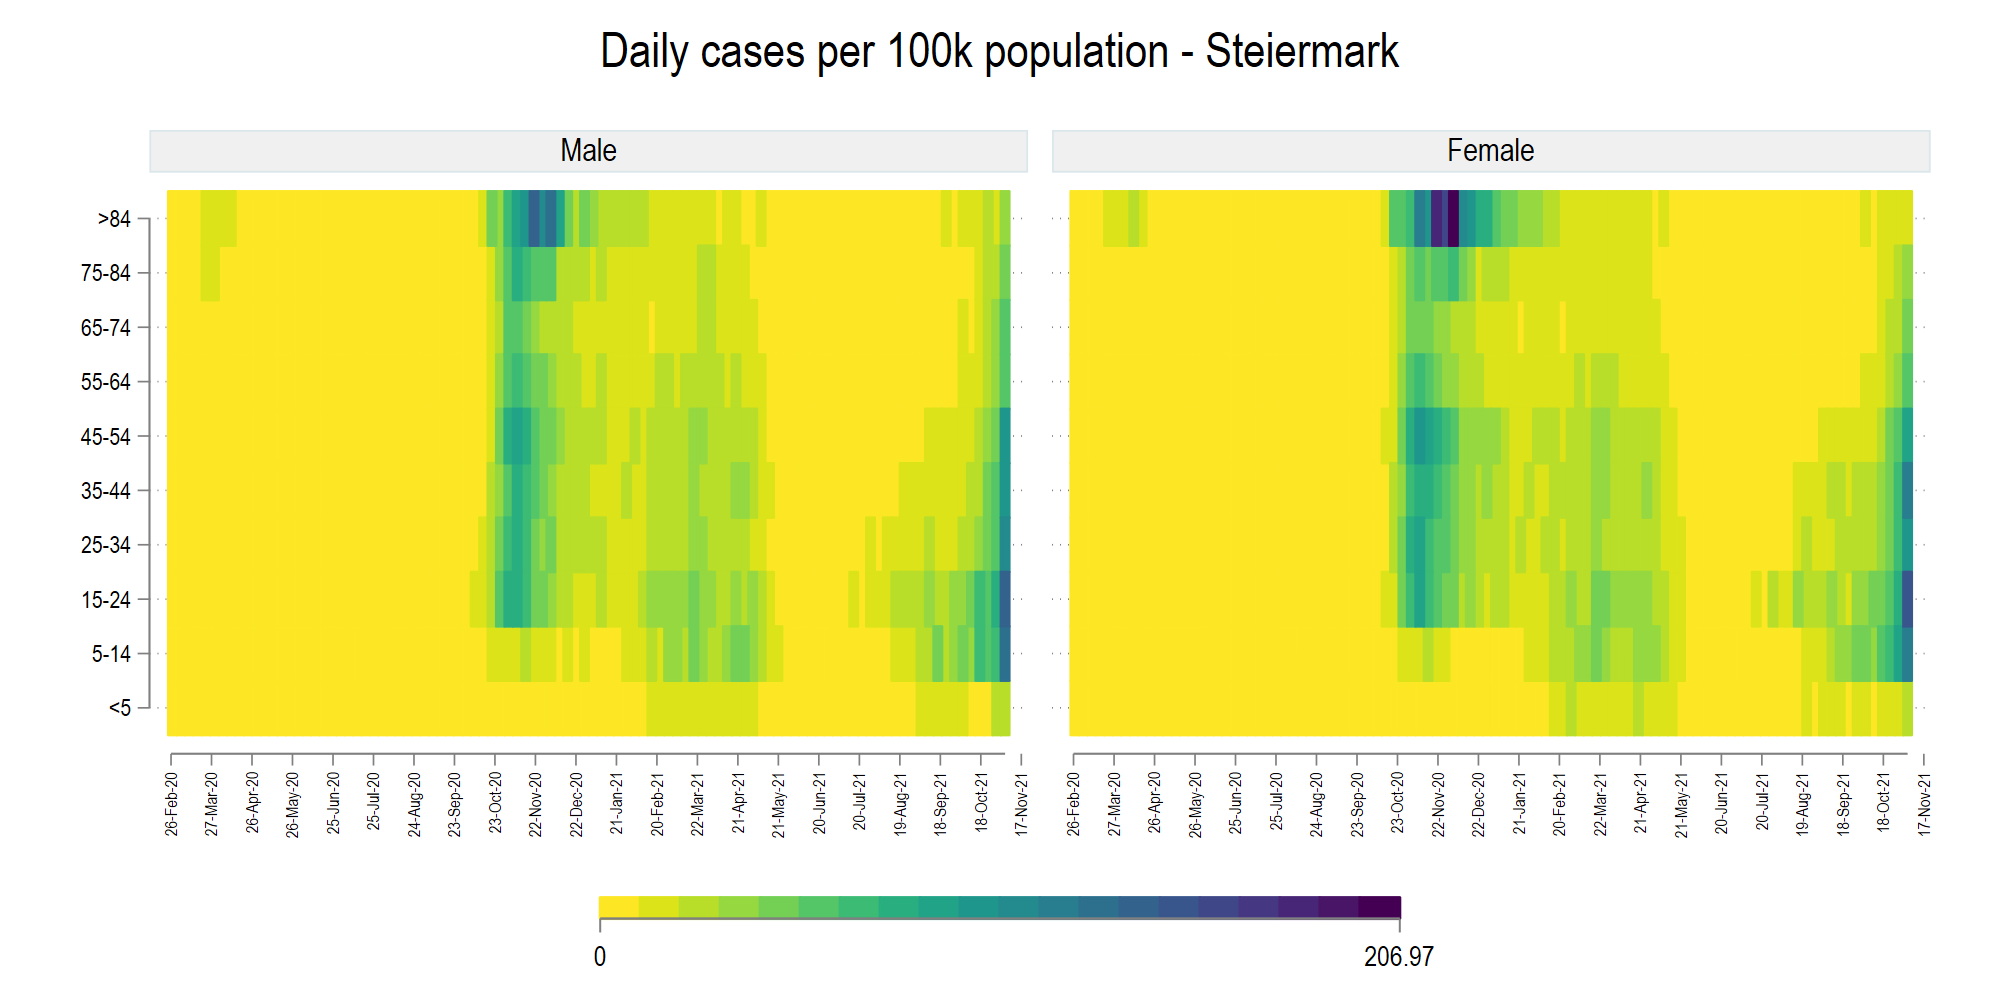 Daily cases per 100k population - Steiermark
Male
Female
>84
75-84
65-74
55-64
45-54
35-44
25-34
15-24
5-14
<5
26-Feb-20
27-Mar-20
26-Apr-20
26-May-20
25-Jun-20
25-Jul-20
24-Aug-20
23-Sep-20
23-Oct-20
22-Nov-20
22-Dec-20
21-Jan-21
20-Feb-21
22-Mar-21
21-Apr-21
21-May-21
20-Jun-21
20-Jul-21
19-Aug-21
18-Sep-21
18-Oct-21
17-Nov-21
26-Feb-20
27-Mar-20
26-Apr-20
26-May-20
25-Jun-20
25-Jul-20
24-Aug-20
23-Sep-20
23-Oct-20
22-Nov-20
22-Dec-20
21-Jan-21
20-Feb-21
22-Mar-21
21-Apr-21
21-May-21
20-Jun-21
20-Jul-21
19-Aug-21
18-Sep-21
18-Oct-21
17-Nov-21
0
206.97